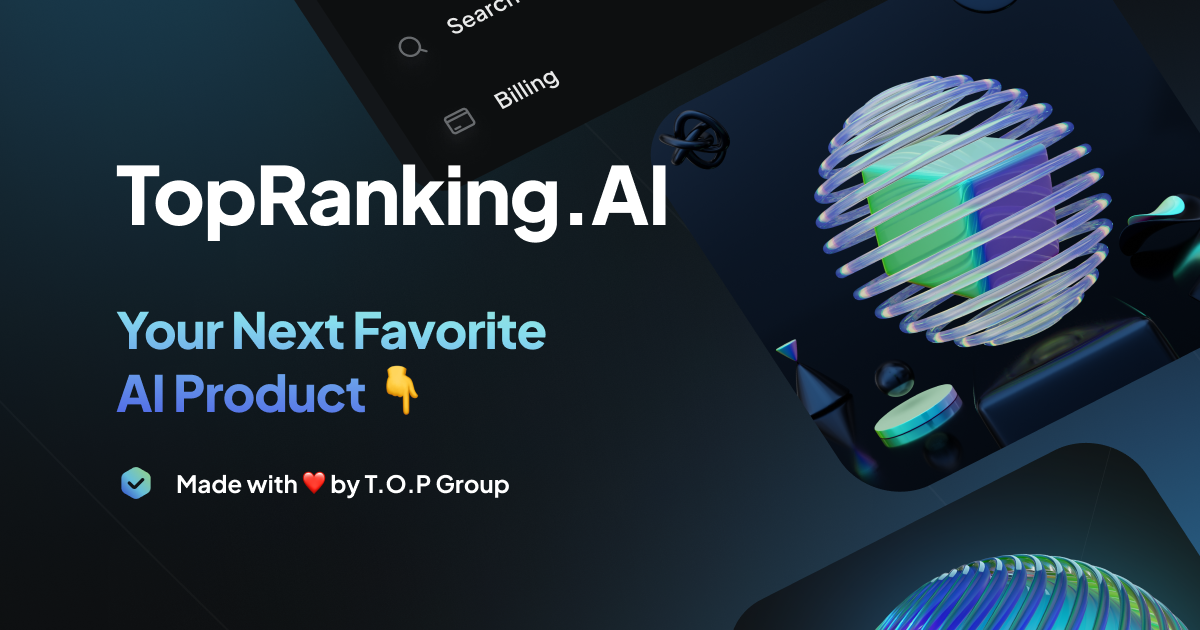 Search
Billing
TopRanking.AI
Your Next Favorite
AI Product 👇
Made with ❤️ by T.O.P Group